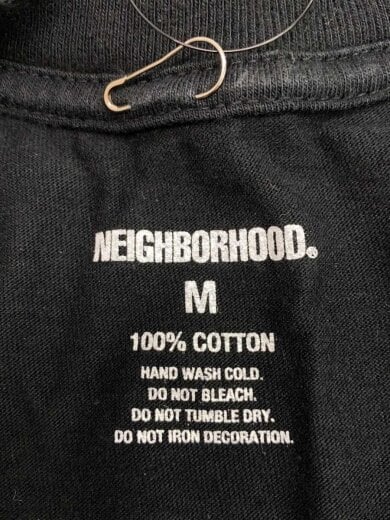 NEIGHBORHOOD®
M
100% COTTON
HAND WASH COLD.
DO NOT BLEACH.
DO NOT TUMBLE DRY.
DO NOT IRON DECORATION.